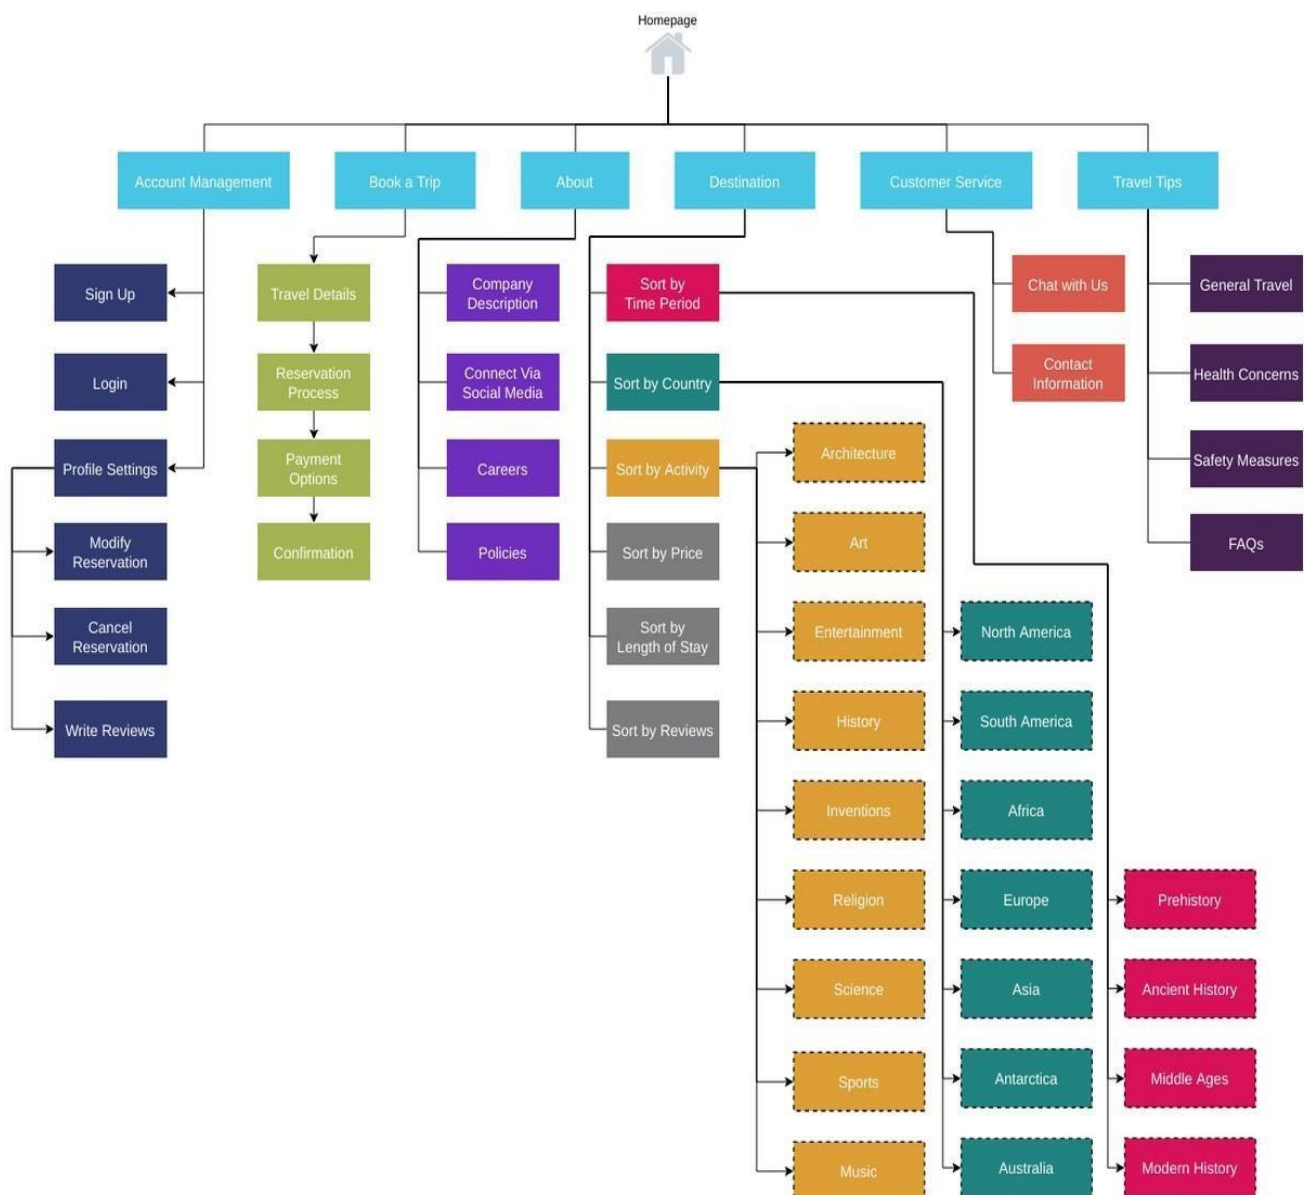 Homepage
Account Management
Book a Trip
About
Destination
Customer Service
Travel Tips
Sign Up
Login
Profile Settings
Modify
Reservation
Cancel
Reservation
Write Reviews
Travel Details
Reservation
Process
Payment
Options
Confirmation
Company
Description
Connect Via
Social Media
Careers
Policies
Sort by
Time Period
Sort by Country
Sort by Activity
Sort by Price
Sort by
Length of Stay
Sort by Reviews
Architecture
Art
Entertainment
History
Inventions
Religion
Science
Sports
Music
North America
South America
Africa
Europe
Asia
Antarctica
Australia
Prehistory
Ancient History
Middle Ages
Modern History
Chat with Us
Contact
Information
General Travel
Health Concerns
Safety Measures
FAQs